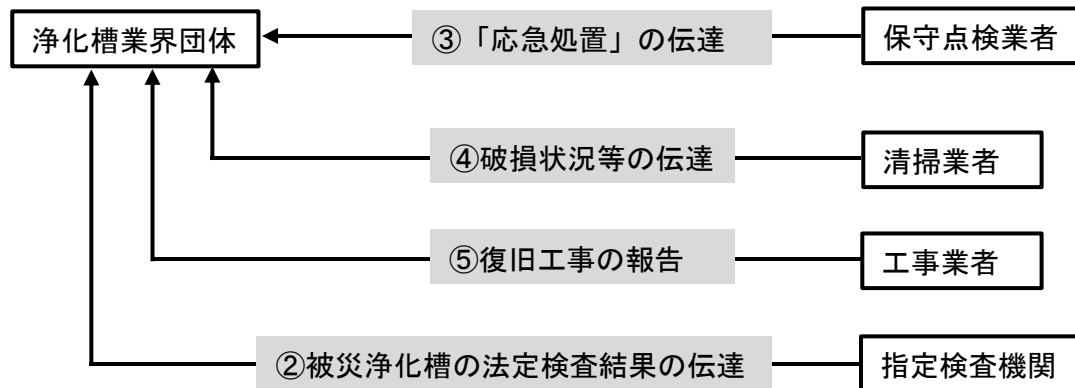 浄化槽業界団体
③「応急処置」の伝達
保守点検業者
④破損状況等の伝達
清掃業者
⑤復旧工事の報告
工事業者
②被災浄化槽の法定検査結果の伝達
指定検査機関